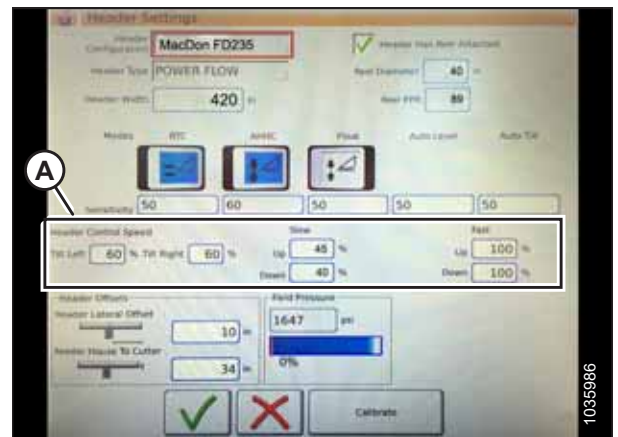 Header Settings
Header Configuration MacDon FD235 Header Has Reel Attached
Header Type POWER FLOW Reel Diameter 40 in
Header Width 420 in Reel PPR 89
Modes RTC AHHC Float Auto Level Auto Tilt
A
Sensitivity 50 60 50 50 50
Header Control Speed Slow Fast
Tilt Left 60 % Tilt Right 60 % Up 45 % Up 100 %
Down 40 % Down 100 %
Header Offsets Field Pressure
Header Lateral Offset 10 in 1647 psi
Feeder House To Cutter 34 in 0%
Calibrate
1035986